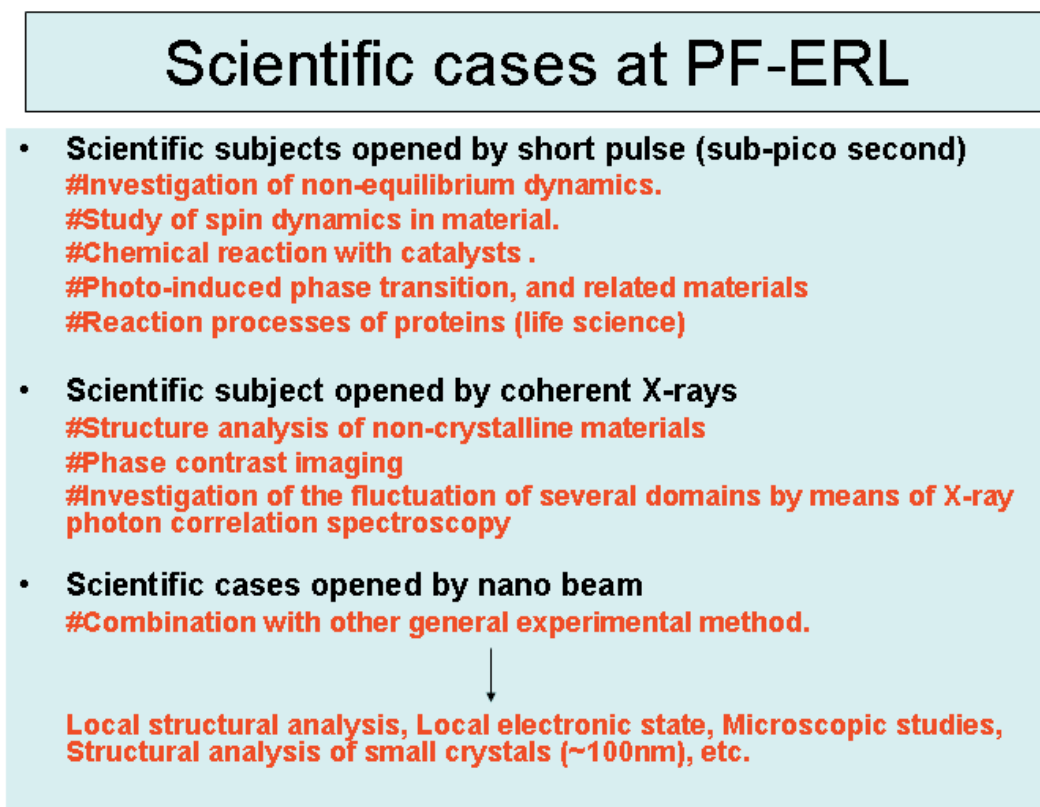 Scientific cases at PF-ERL
• Scientific subjects opened by short pulse (sub-pico second)
#Investigation of non-equilibrium dynamics.
#Study of spin dynamics in material.
#Chemical reaction with catalysts .
#Photo-induced phase transition, and related materials
#Reaction processes of proteins (life science)
• Scientific subject opened by coherent X-rays
#Structure analysis of non-crystalline materials
#Phase contrast imaging
#Investigation of the fluctuation of several domains by means of X-ray
photon correlation spectroscopy
• Scientific cases opened by nano beam
#Combination with other general experimental method.
Local structural analysis, Local electronic state, Microscopic studies,
Structural analysis of small crystals (~100nm), etc.